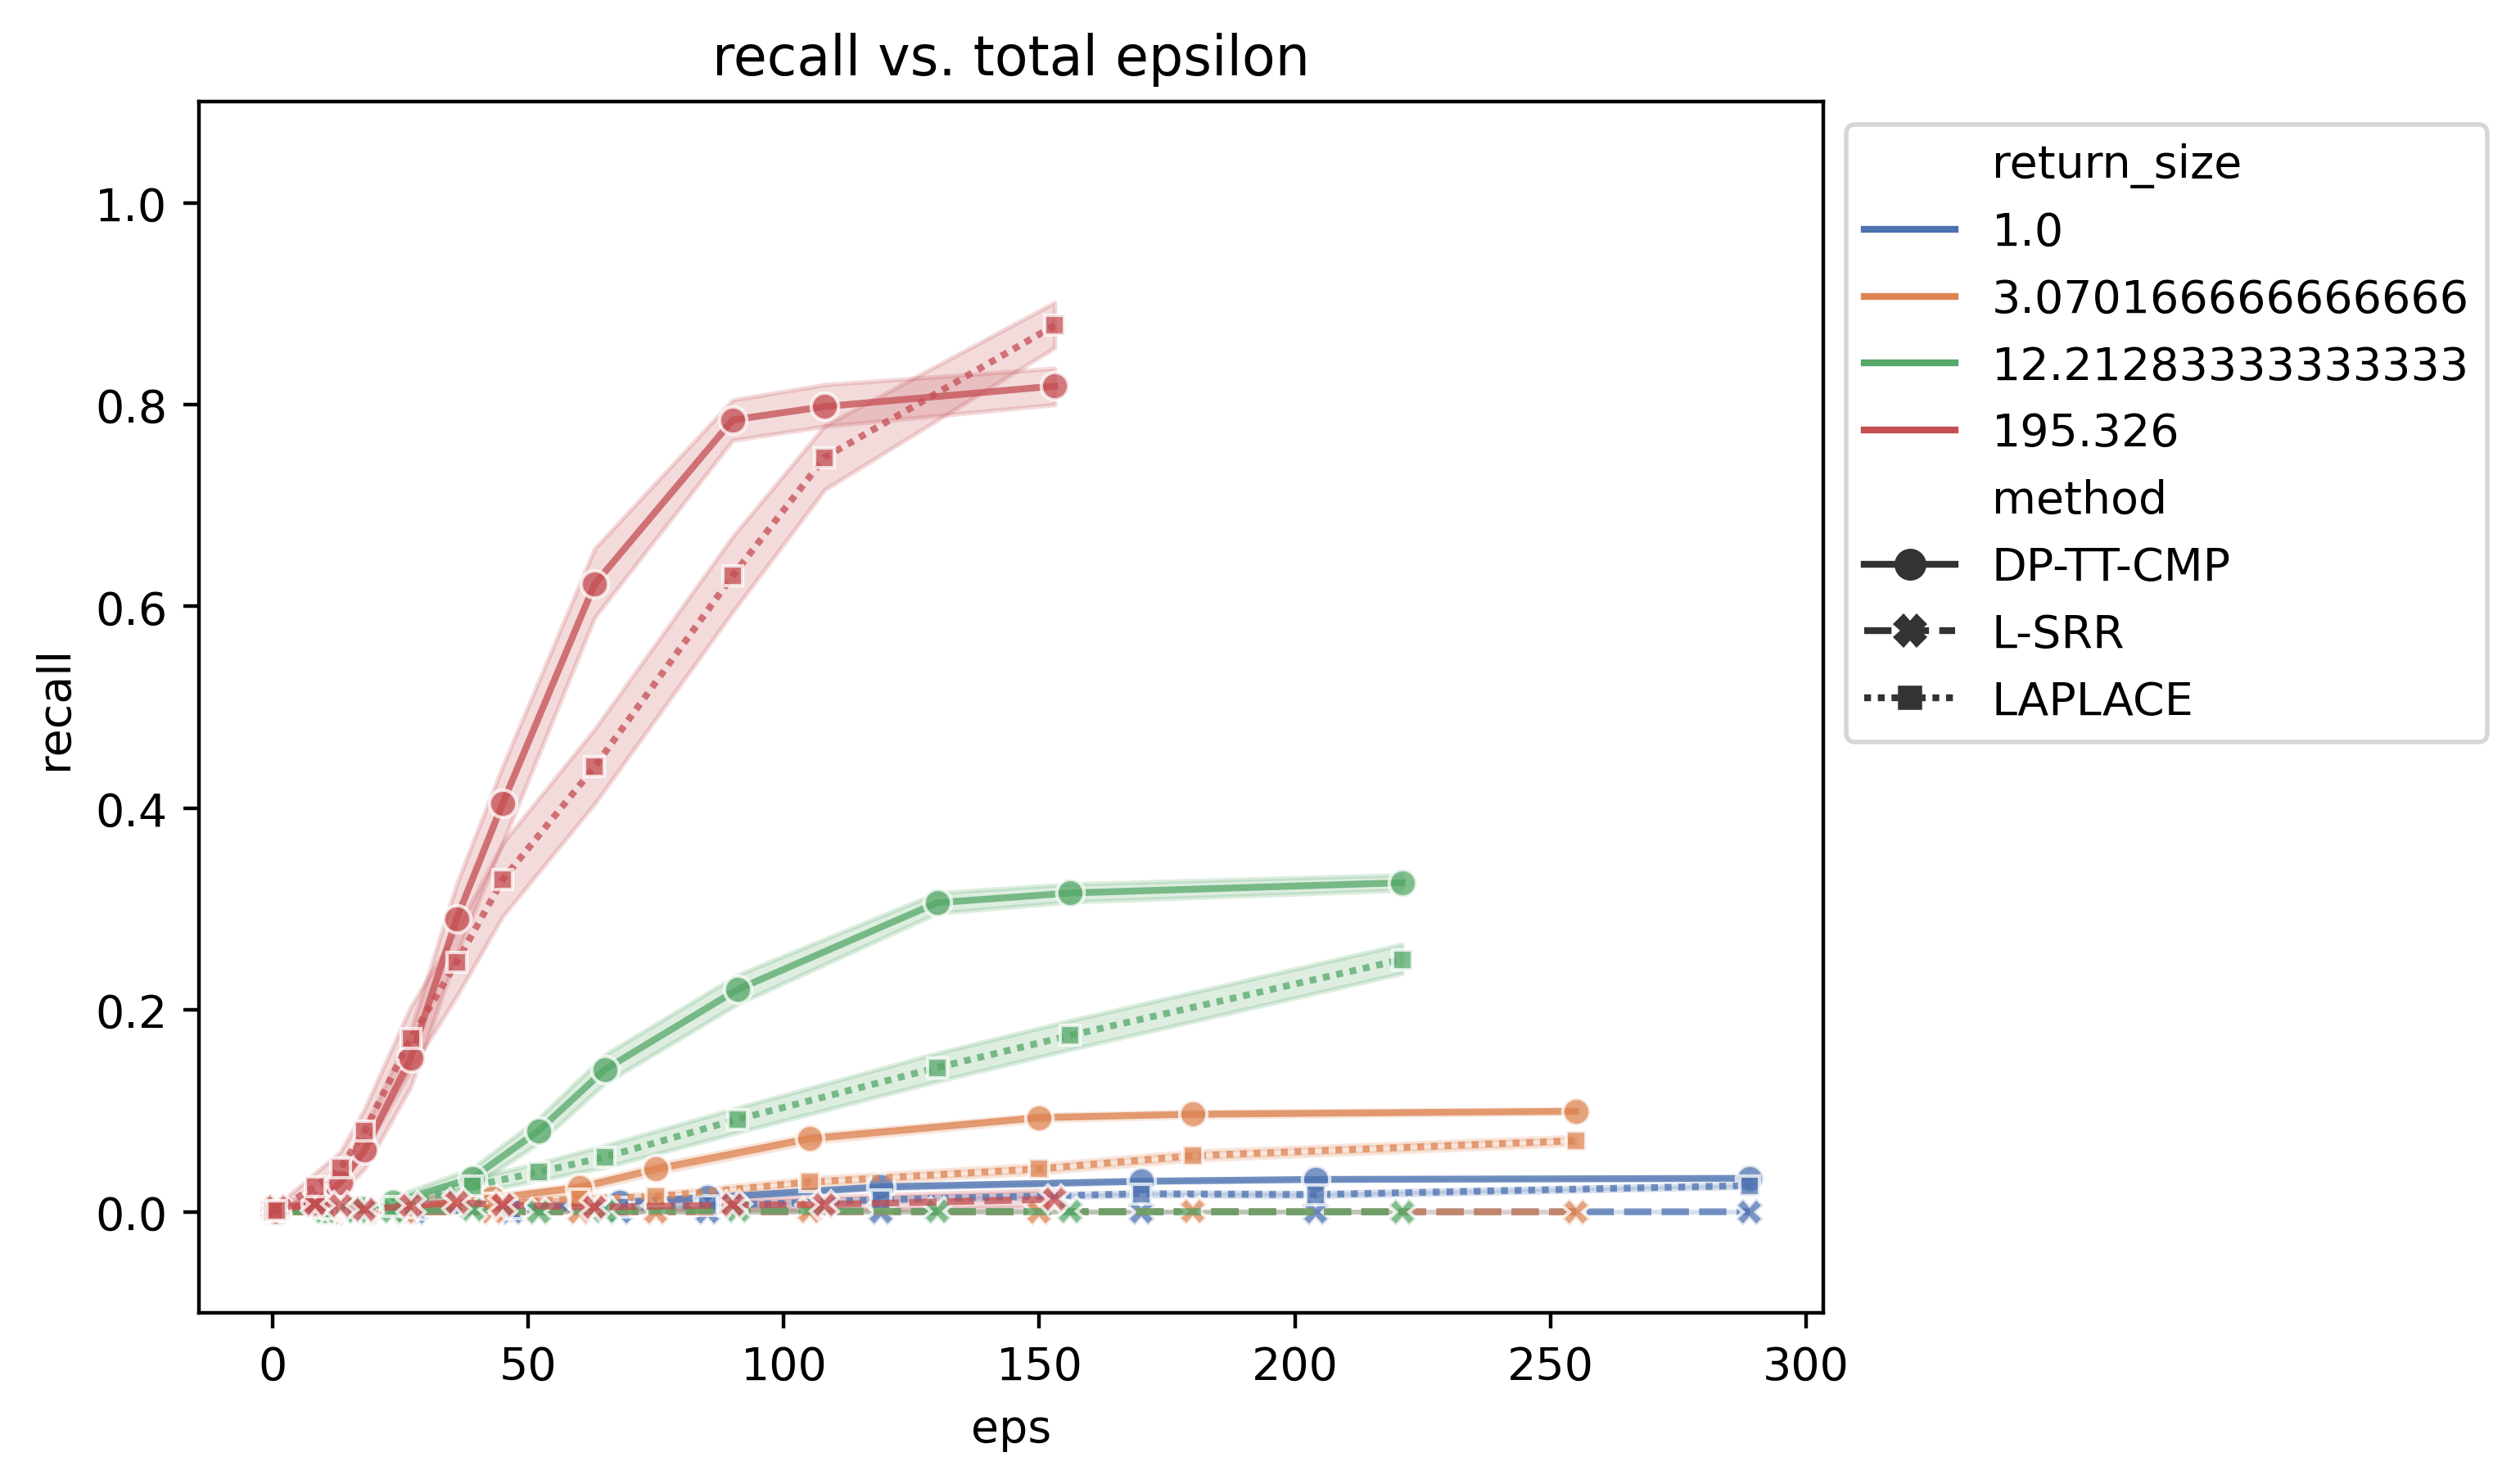 recall vs. total epsilon
recall
1.0
0.8
0.6
0.4
0.2
0.0
0 50 100 150 200 250 300
eps
return_size
1.0
3.0701666666666666
12.212833333333333
195.326
method
DP-TT-CMP
L-SRR
LAPLACE